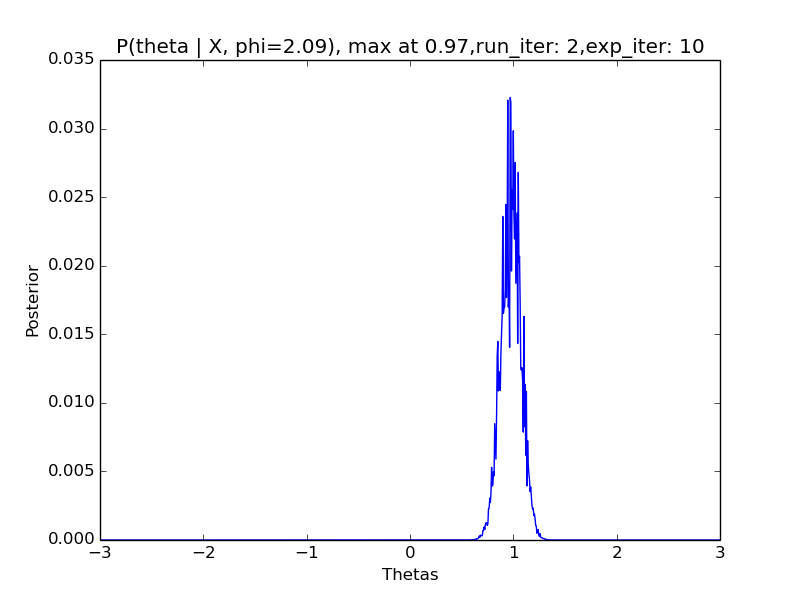 P(theta | X, phi=2.09), max at 0.97,run_iter: 2,exp_iter: 10
0.035
0.030
0.025
0.020
0.015
0.010
0.005
0.000
Posterior
−3 −2 −1 0 1 2 3
Thetas